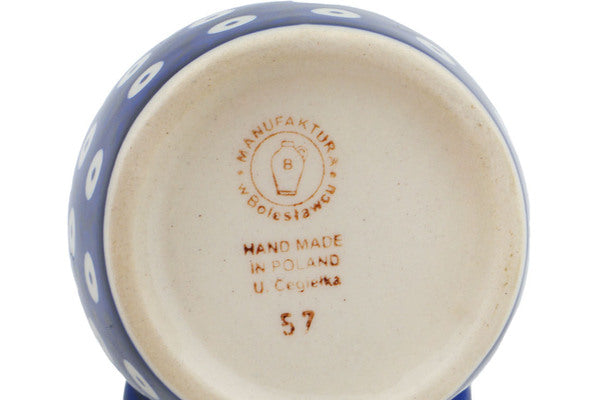 MANUFAKTURA
w Bolesławcu
B
HAND MADE
IN POLAND
U. Cegiełka
57